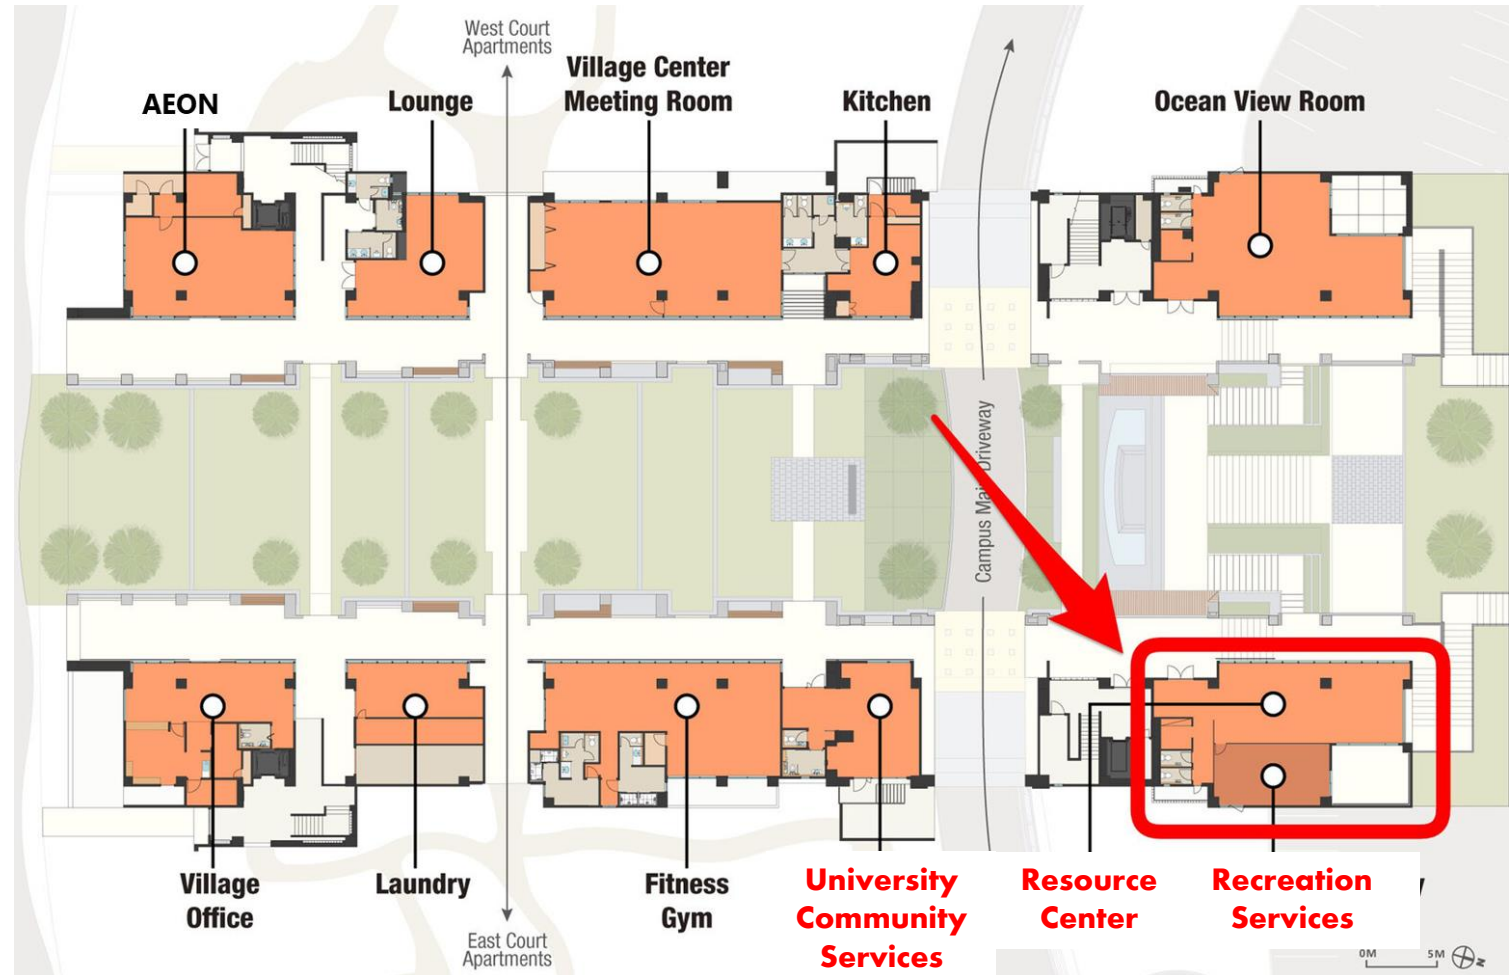 West Court
Apartments
AEON
Lounge
Village Center
Meeting Room
Kitchen
Ocean View Room
Campus Main Driveway
Village
Office
Laundry
Fitness
Gym
East Court
Apartments
University
Community
Services
Resource
Center
Recreation
Services
0M 5M N